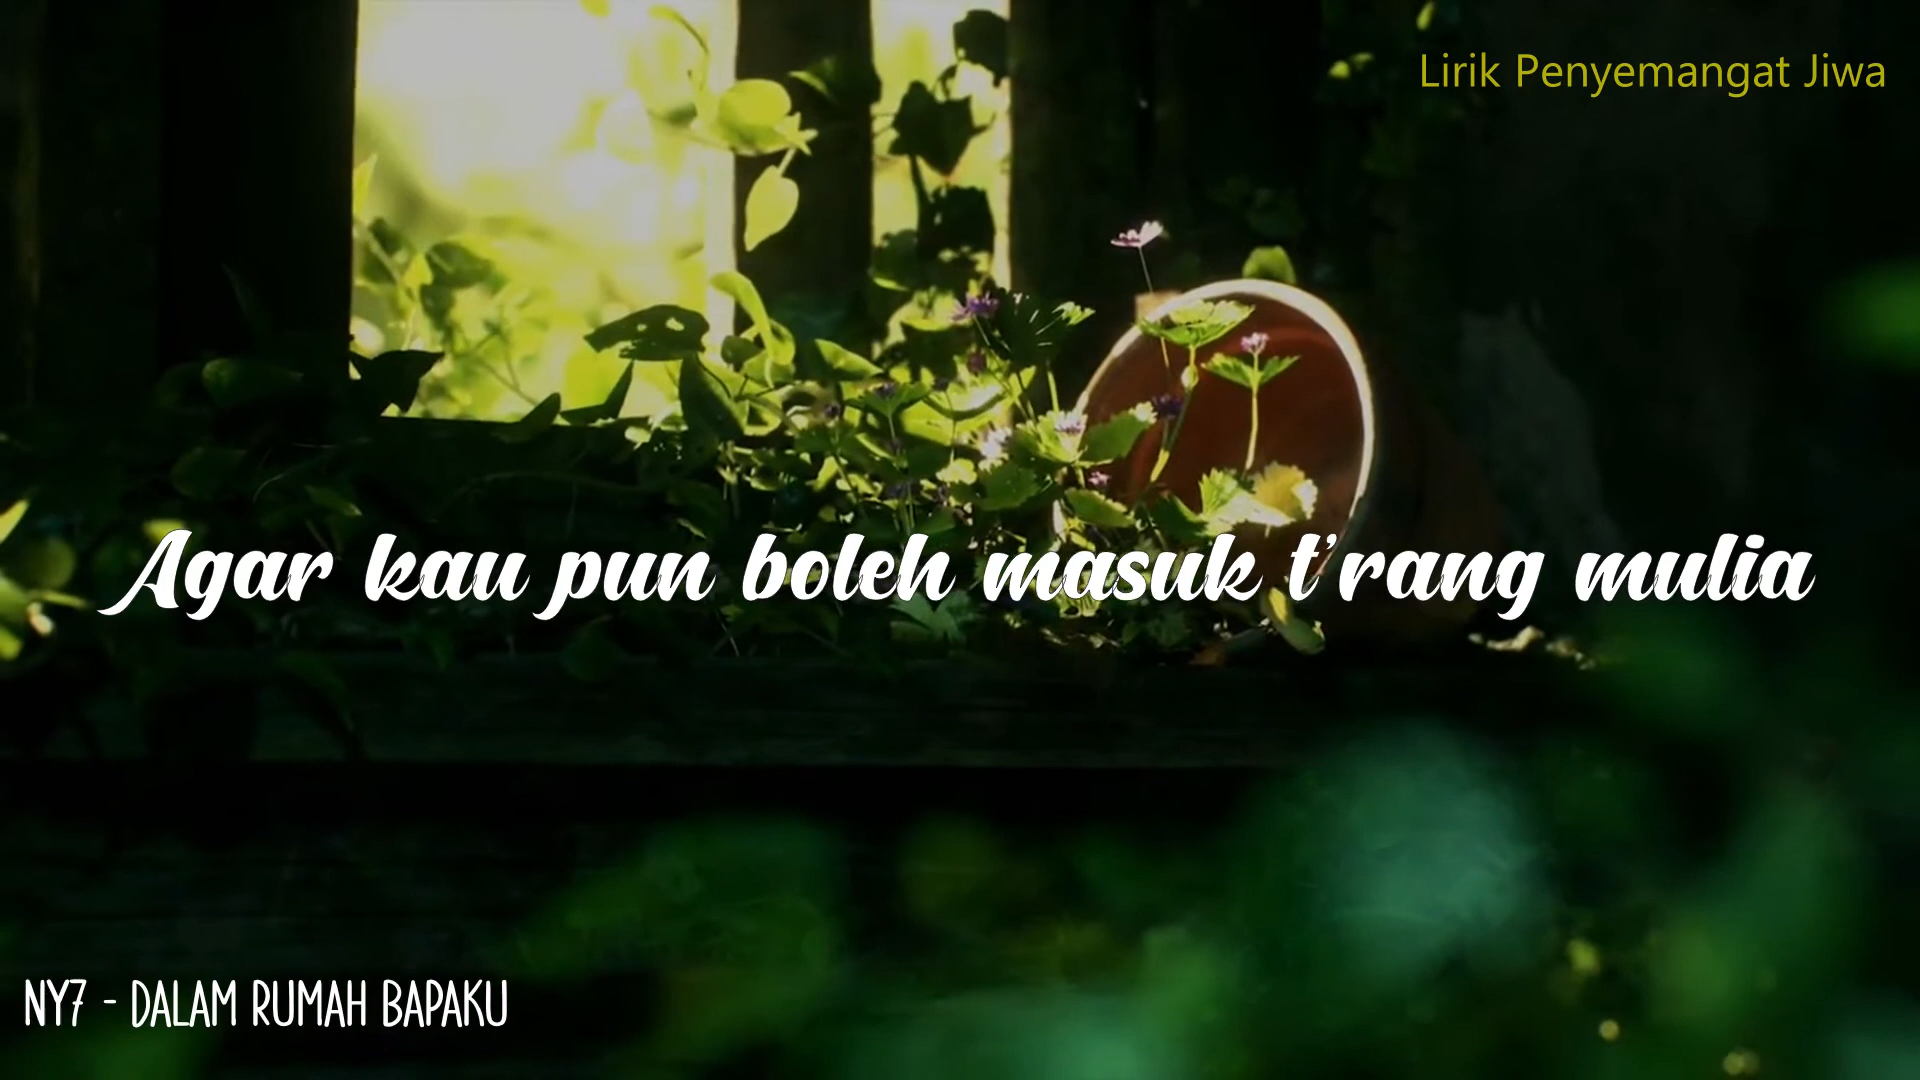 Lirik Penyemangat Jiwa
Agar kau pun boleh masuk t'rang mulia
NY7 - DALAM RUMAH BAPAKU